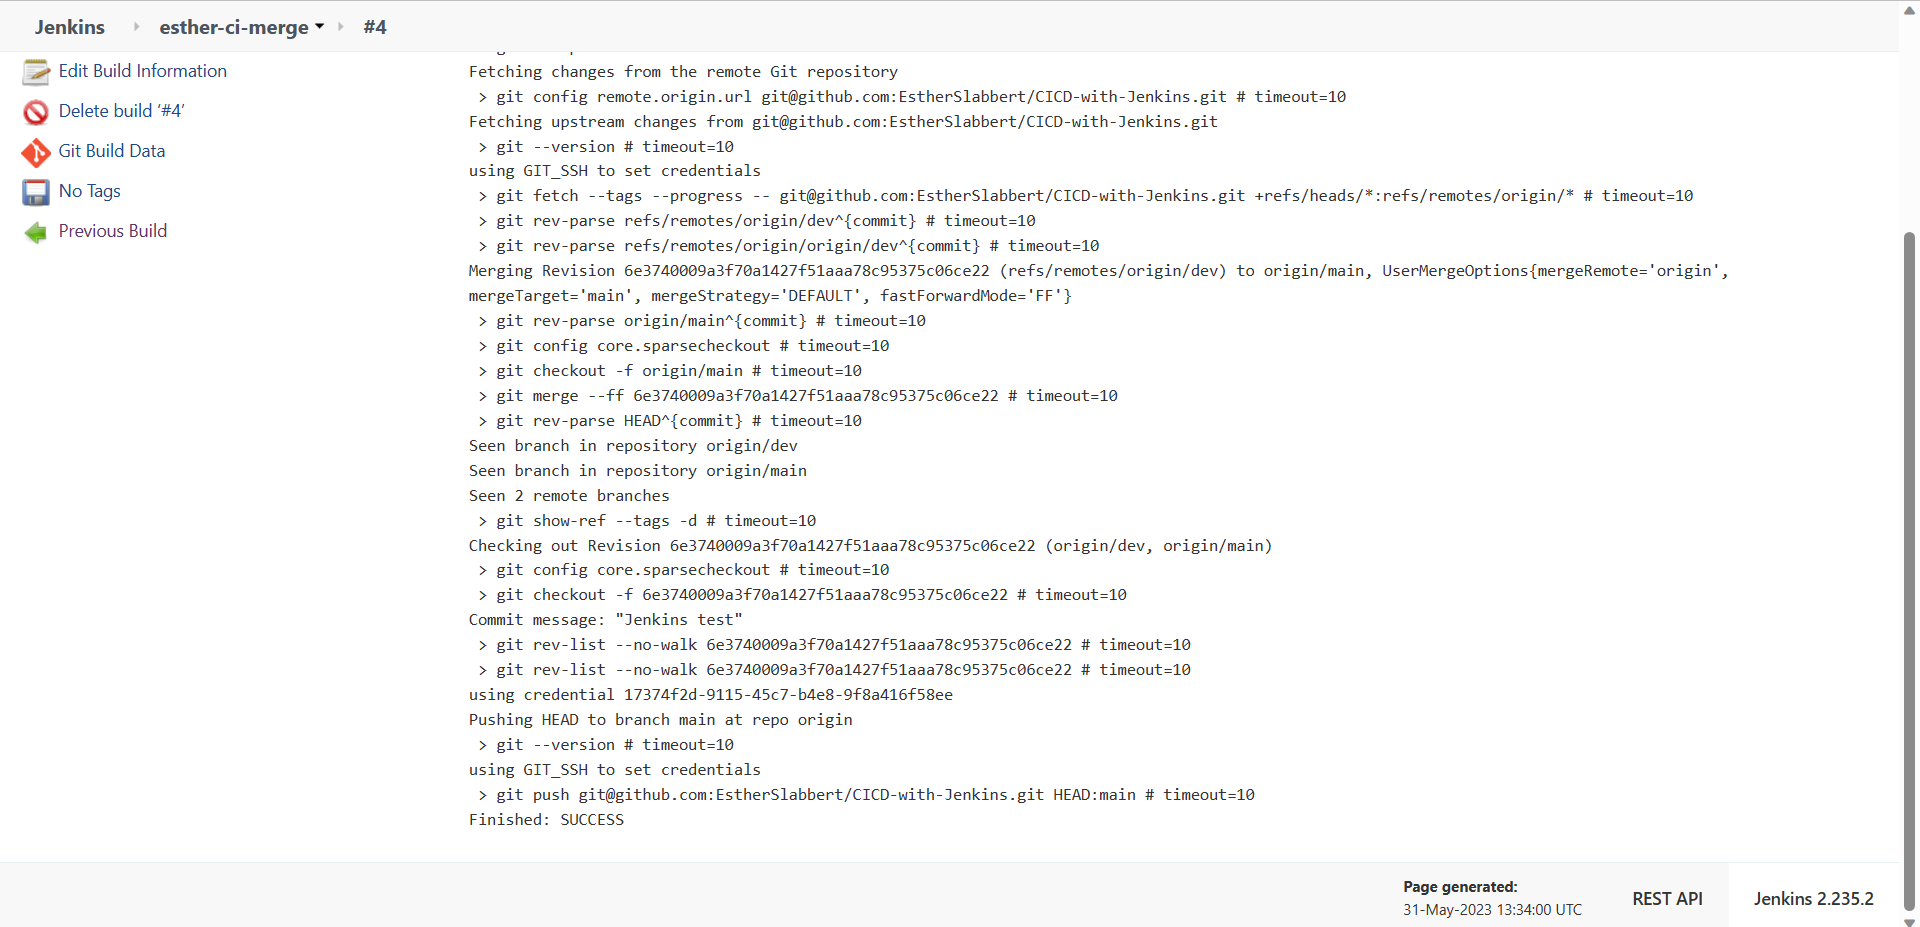 Jenkins esther-ci-merge #4
Edit Build Information
Delete build ‘#4’
Git Build Data
No Tags
Previous Build
Fetching changes from the remote Git repository
> git config remote.origin.url git@github.com:EstherSlabbert/CICD-with-Jenkins.git # timeout=10
Fetching upstream changes from git@github.com:EstherSlabbert/CICD-with-Jenkins.git
> git --version # timeout=10
using GIT_SSH to set credentials
> git fetch --tags --progress -- git@github.com:EstherSlabbert/CICD-with-Jenkins.git +refs/heads/*:refs/remotes/origin/* # timeout=10
> git rev-parse refs/remotes/origin/dev^{commit} # timeout=10
> git rev-parse refs/remotes/origin/origin/dev^{commit} # timeout=10
Merging Revision 6e3740009a3f70a1427f51aaa78c95375c06ce22 (refs/remotes/origin/dev) to origin/main, UserMergeOptions{mergeRemote='origin',
mergeTarget='main', mergeStrategy='DEFAULT', fastForwardMode='FF'}
> git rev-parse origin/main^{commit} # timeout=10
> git config core.sparsecheckout # timeout=10
> git checkout -f origin/main # timeout=10
> git merge --ff 6e3740009a3f70a1427f51aaa78c95375c06ce22 # timeout=10
> git rev-parse HEAD^{commit} # timeout=10
Seen branch in repository origin/dev
Seen branch in repository origin/main
Seen 2 remote branches
> git show-ref --tags -d # timeout=10
Checking out Revision 6e3740009a3f70a1427f51aaa78c95375c06ce22 (origin/dev, origin/main)
> git config core.sparsecheckout # timeout=10
> git checkout -f 6e3740009a3f70a1427f51aaa78c95375c06ce22 # timeout=10
Commit message: "Jenkins test"
> git rev-list --no-walk 6e3740009a3f70a1427f51aaa78c95375c06ce22 # timeout=10
> git rev-list --no-walk 6e3740009a3f70a1427f51aaa78c95375c06ce22 # timeout=10
using credential 17374f2d-9115-45c7-b4e8-9f8a416f58ee
Pushing HEAD to branch main at repo origin
> git --version # timeout=10
using GIT_SSH to set credentials
> git push git@github.com:EstherSlabbert/CICD-with-Jenkins.git HEAD:main # timeout=10
Finished: SUCCESS
Page generated:
31-May-2023 13:34:00 UTC
REST API
Jenkins 2.235.2